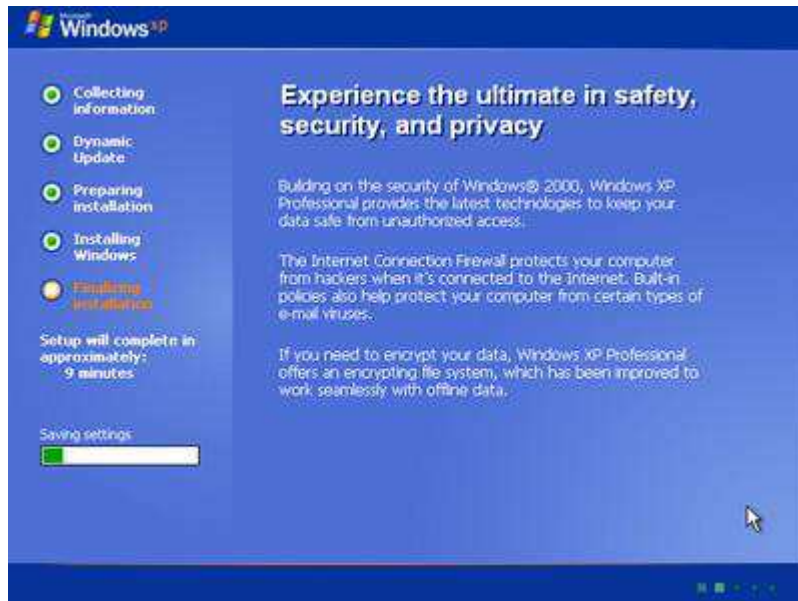 Microsoft
Windows xp
Collecting
information
Dynamic
Update
Preparing
installation
Installing
Windows
Finalizing
installation
Setup will complete in
approximately:
9 minutes
Saving settings
Experience the ultimate in safety,
security, and privacy
Building on the security of Windows® 2000, Windows XP
Professional provides the latest technologies to keep your
data safe from unauthorized access.
The Internet Connection Firewall protects your computer
from hackers when it's connected to the Internet. Built-in
policies also help protect your computer from certain types of
e-mail viruses.
If you need to encrypt your data, Windows XP Professional
offers an encrypting file system, which has been improved to
work seamlessly with offline data.